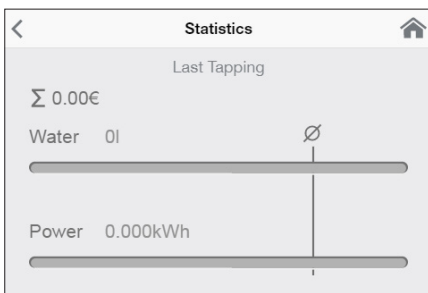 Statistics
Last Tapping
Σ 0.00€
Water 0l
Ø
Power 0.000kWh